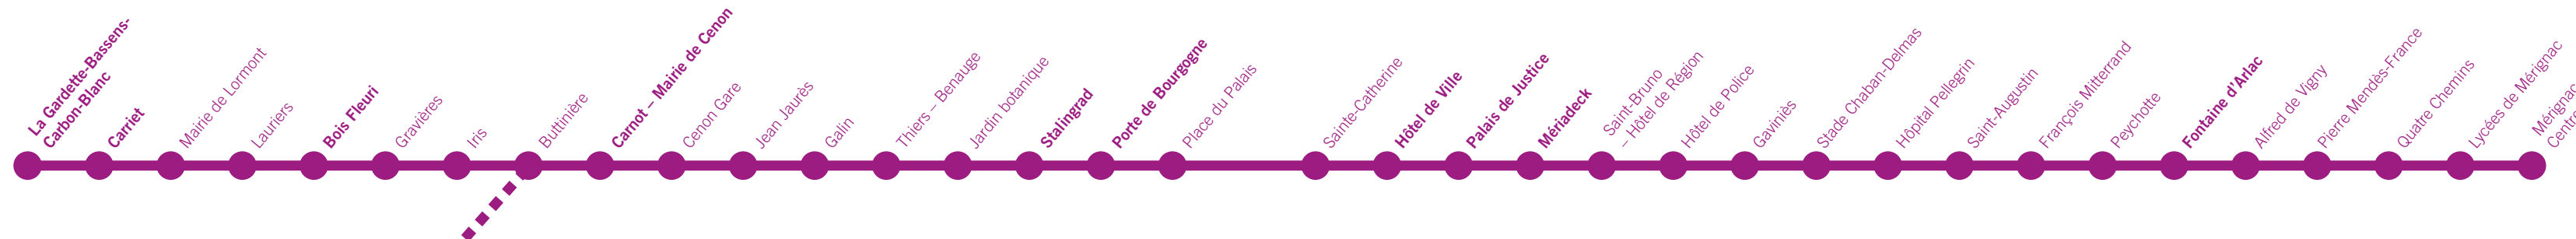 La Gardette-Bassens-
Carbon-Blanc
Carriet
Mairie de Lormont
Lauriers
Bois Fleuri
Gravières
Iris
Buttinière
Carnot – Mairie de Cenon
Cenon Gare
Jean Jaurès
Galin
Thiers – Benauge
Jardin botanique
Stalingrad
Porte de Bourgogne
Place du Palais
Sainte-Catherine
Hôtel de Ville
Palais de Justice
Mériadeck
Saint-Bruno
– Hôtel de Région
Hôtel de Police
Gaviniès
Stade Chaban-Delmas
Hôpital Pellegrin
Saint-Augustin
François Mitterrand
Peychotte
Fontaine d'Arlac
Alfred de Vigny
Pierre Mendès-France
Quatre Chemins
Lycées de Mérignac
Mérignac